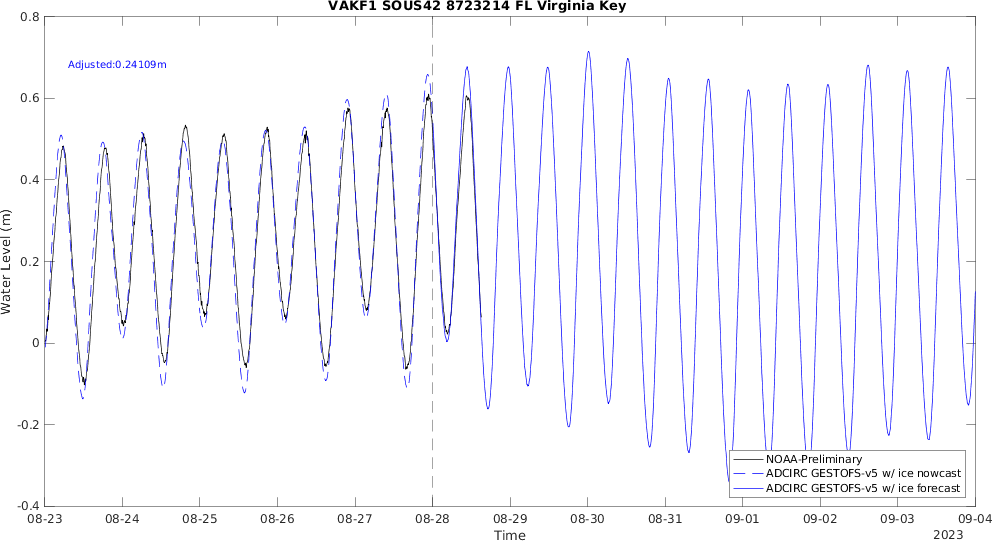 VAKF1 SOUS42 8723214 FL Virginia Key
0.8
Adjusted:0.24109m
0.6
0.4
0.2
0
-0.2
-0.4
Water Level (m)
NOAA-Preliminary
ADCIRC GESTOFS-v5 w/ ice nowcast
ADCIRC GESTOFS-v5 w/ ice forecast
08-23 08-24 08-25 08-26 08-27 08-28 08-29 08-30 08-31 09-01 09-02 09-03 09-04
Time
2023